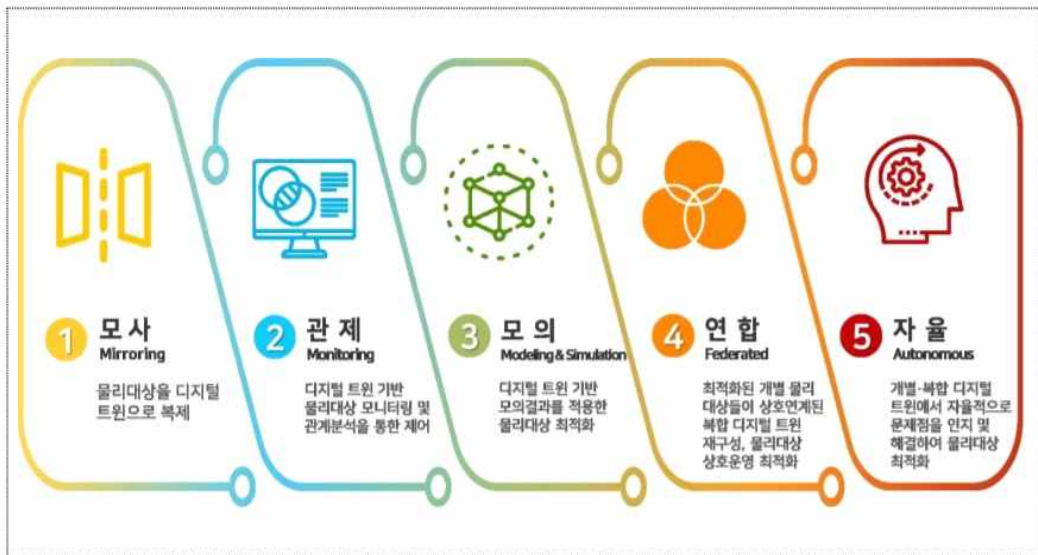 1 모사
Mirroring
물리대상을 디지털
트윈으로 복제
2 관제
Monitoring
디지털 트윈 기반
물리대상 모니터링 및
관계분석을 통한 제어
3 모의
Modeling & Simulation
디지털 트윈 기반
모의결과를 적용한
물리대상 최적화
4 연합
Federated
최적화된 개별 물리
대상들이 상호연계된
복합 디지털 트윈
재구성, 물리대상
상호운영 최적화
5 자율
Autonomous
개별·복합 디지털
트윈에서 자율적으로
문제점을 인지 및
해결하여 물리대상
최적화